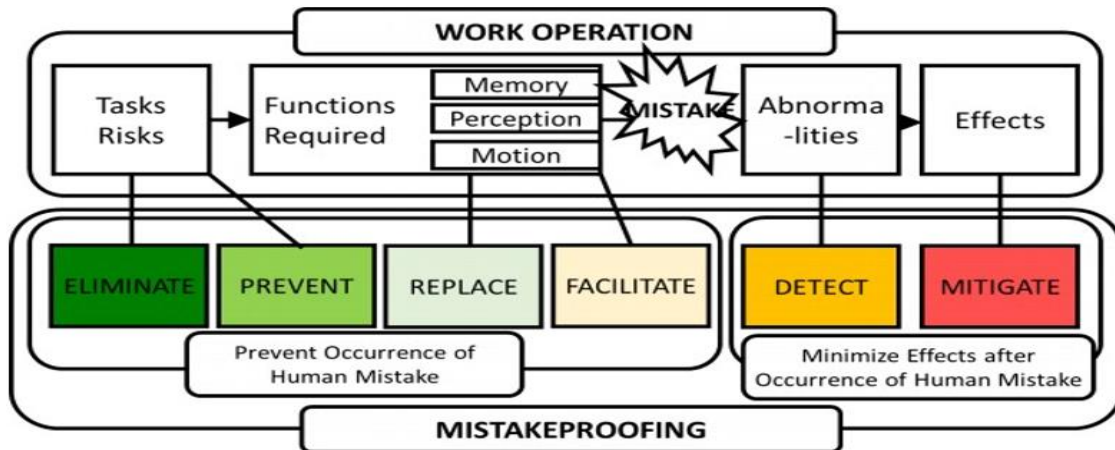 WORK OPERATION
Tasks
Risks
Functions
Required
Memory
Perception
Motion
MISTAKE
Abnorma
-lities
Effects
ELIMINATE
PREVENT
REPLACE
FACILITATE
DETECT
MITIGATE
Prevent Occurrence of
Human Mistake
Minimize Effects after
Occurrence of Human Mistake
MISTAKEPROOFING